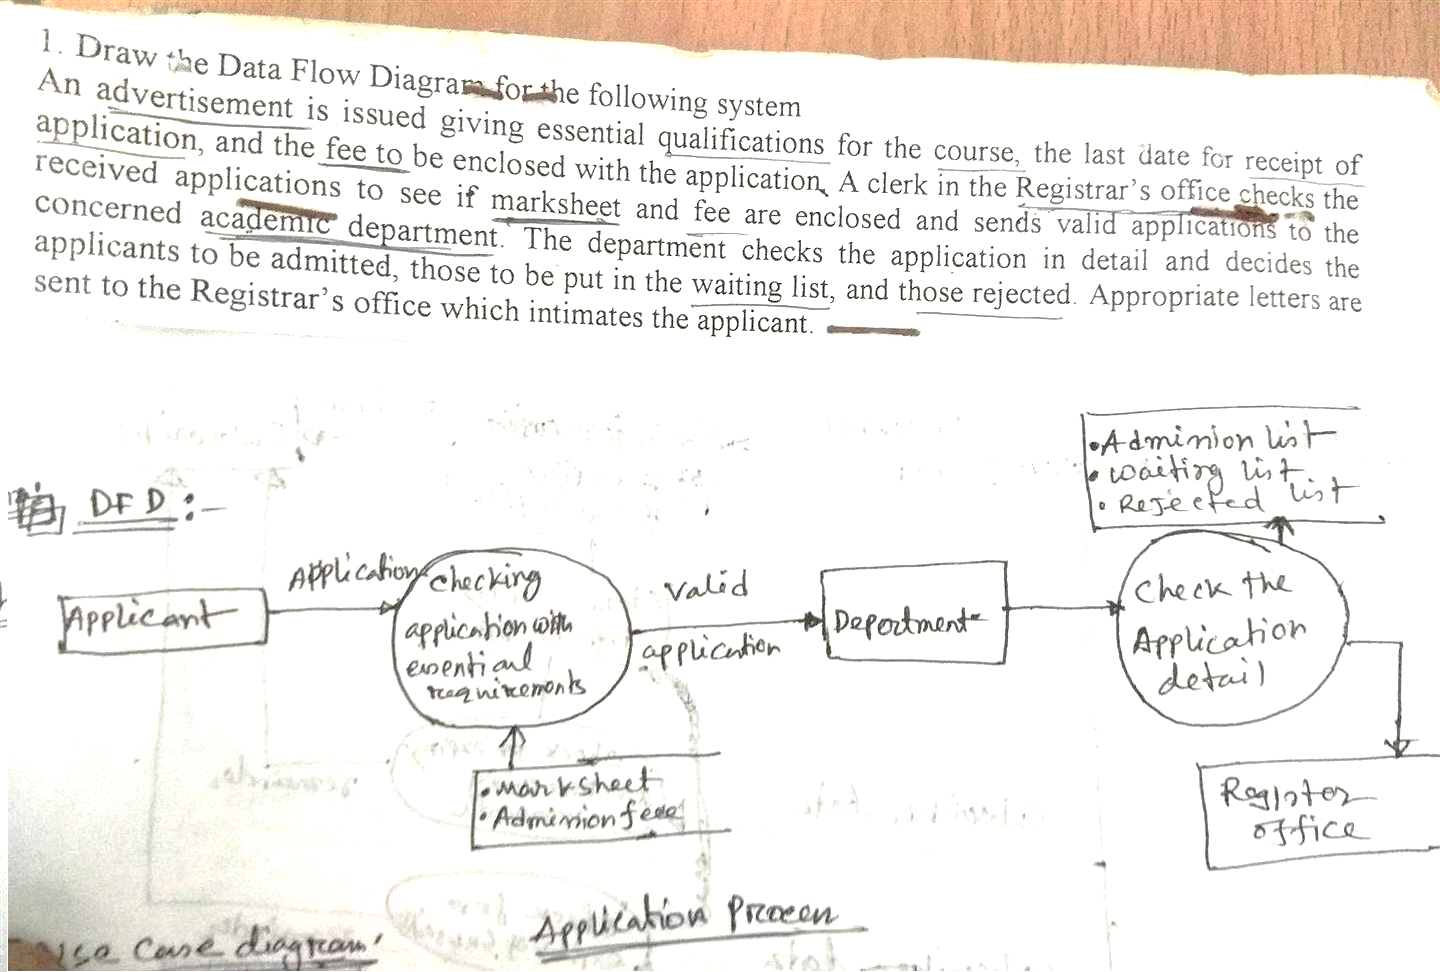 1. Draw the Data Flow Diagram for the following system
An advertisement is issued giving essential qualifications for the course, the last date for receipt of
application, and the fee to be enclosed with the application. A clerk in the Registrar's office checks the
received applications to see if marksheet and fee are enclosed and sends valid applications to the
concerned academic department. The department checks the application in detail and decides the
applicants to be admitted, those to be put in the waiting list, and those rejected. Appropriate letters are
sent to the Registrar's office which intimates the applicant.
• Adminion list
• waiting list
• Rejected list
DFD :-
Applicant
Application
checking
application with
essential
requirements
valid
application
Depertment
Check the
Application
detail
• marksheet
• Adminion feee
Register
office
Application Process
Use Case diagram: